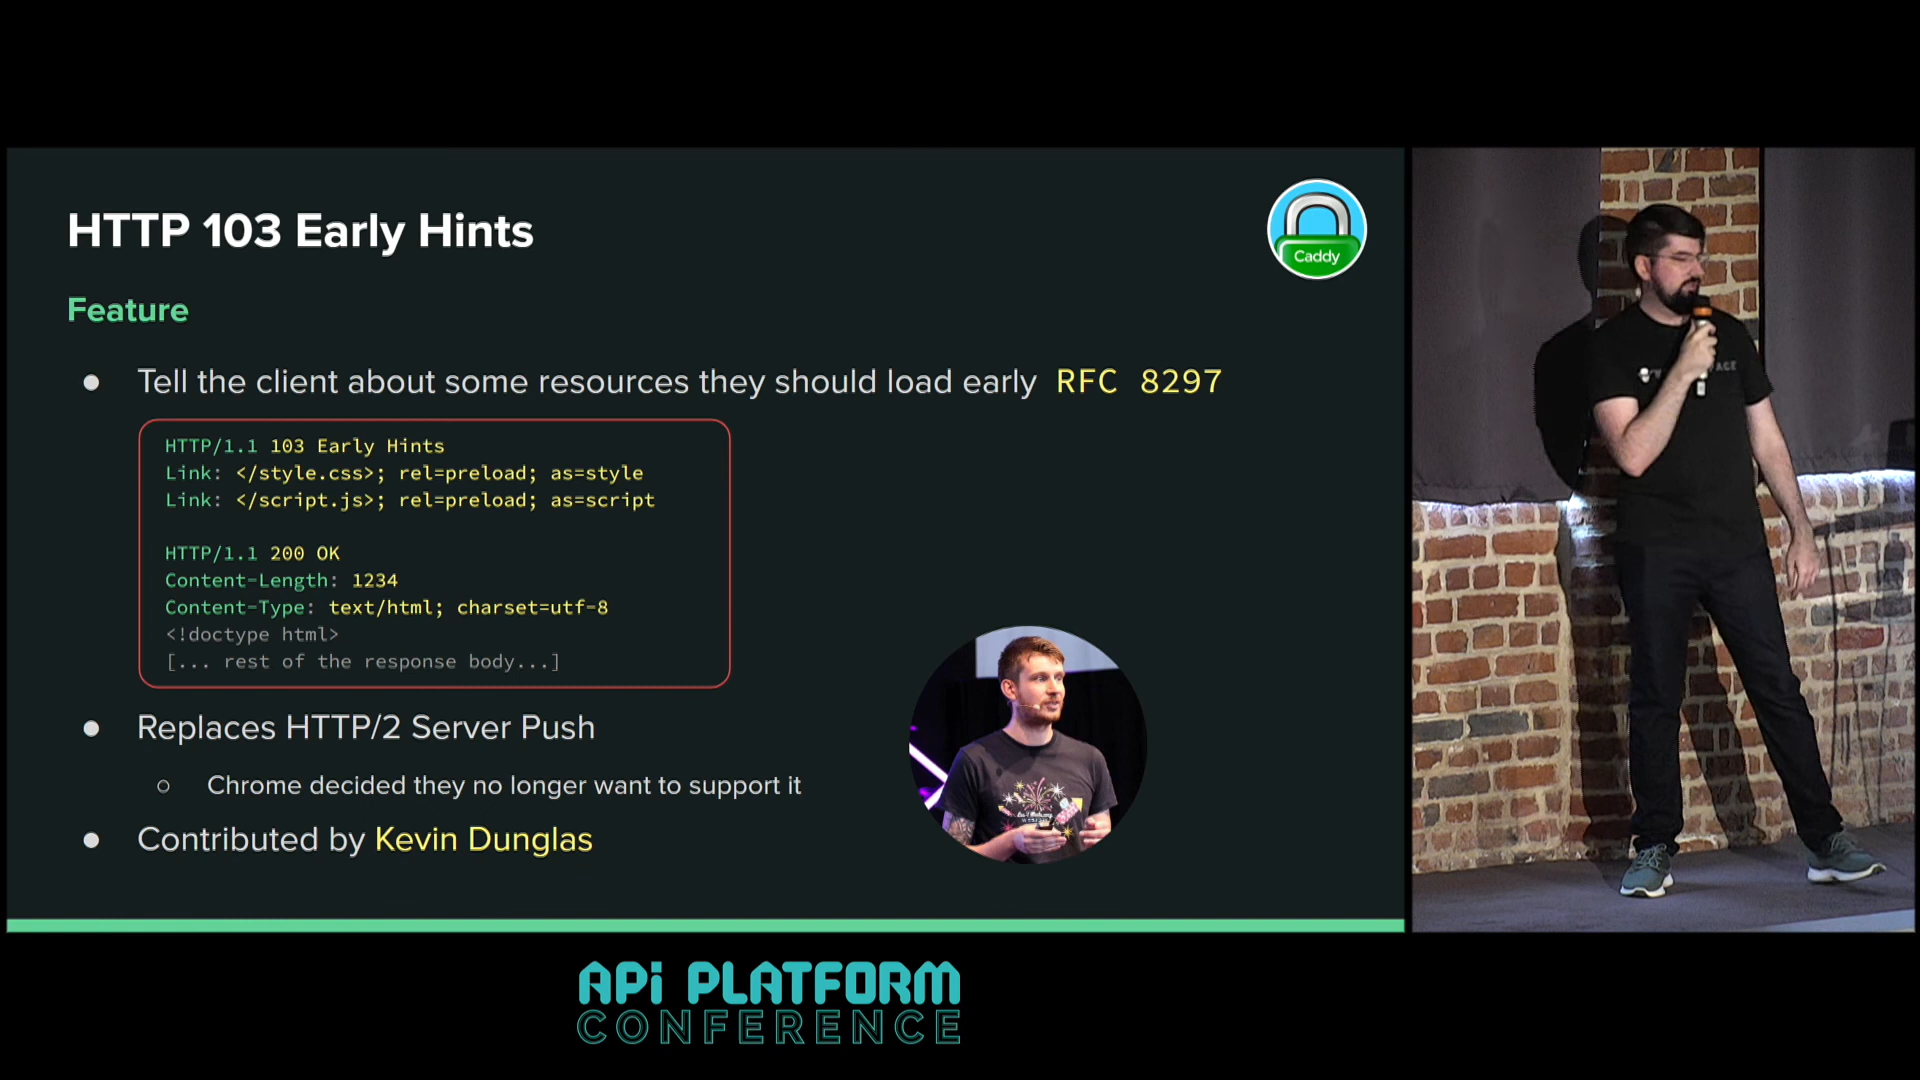 HTTP 103 Early Hints
Caddy
Feature
● Tell the client about some resources they should load early RFC 8297
HTTP/1.1 103 Early Hints
Link: </style.css>; rel=preload; as=style
Link: </script.js>; rel=preload; as=script
HTTP/1.1 200 OK
Content-Length: 1234
Content-Type: text/html; charset=utf-8
<!doctype html>
[... rest of the response body...]
● Replaces HTTP/2 Server Push
○ Chrome decided they no longer want to support it
● Contributed by Kevin Dunglas
APi PLATFORM
CONFERENCE